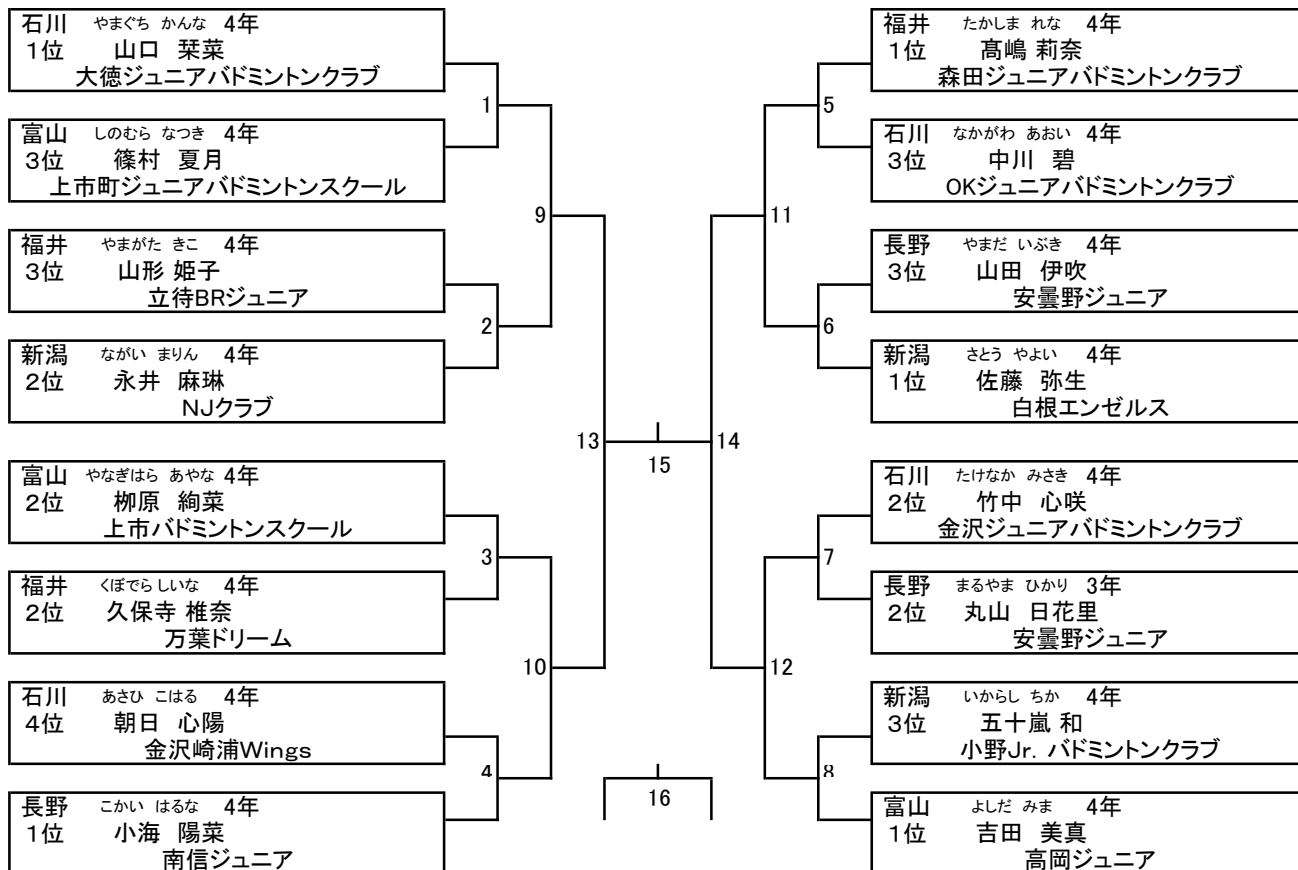 石川 やまぐち かんな 4年
1位 山口 栞菜
大徳ジュニアバドミントンクラブ
1
富山 しのむら なつき 4年
3位 篠村 夏月
上市町ジュニアバドミントンスクール
9
福井 やまがた きこ 4年
3位 山形 姫子
立待BRジュニア
2
新潟 ながい まりん 4年
2位 永井 麻琳
NJクラブ
13
富山 やなぎはら あやな 4年
2位 栁原 絢菜
上市バドミントンスクール
3
福井 くぼでら しいな 4年
2位 久保寺 椎奈
万葉ドリーム
10
石川 あさひ こはる 4年
4位 朝日 心陽
金沢崎浦Wings
4
長野 こかい はるな 4年
1位 小海 陽菜
南信ジュニア
15
16
福井 たかしま れな 4年
1位 髙嶋 莉奈
森田ジュニアバドミントンクラブ
5
石川 なかがわ あおい 4年
3位 中川 碧
OKジュニアバドミントンクラブ
11
長野 やまだ いぶき 4年
3位 山田 伊吹
安曇野ジュニア
6
新潟 さとう やよい 4年
1位 佐藤 弥生
白根エンゼルス
14
石川 たけなか みさき 4年
2位 竹中 心咲
金沢ジュニアバドミントンクラブ
7
長野 まるやま ひかり 3年
2位 丸山 日花里
安曇野ジュニア
12
新潟 いからし ちか 4年
3位 五十嵐 和
小野Jr. バドミントンクラブ
8
富山 よしだ みま 4年
1位 吉田 美真
高岡ジュニア